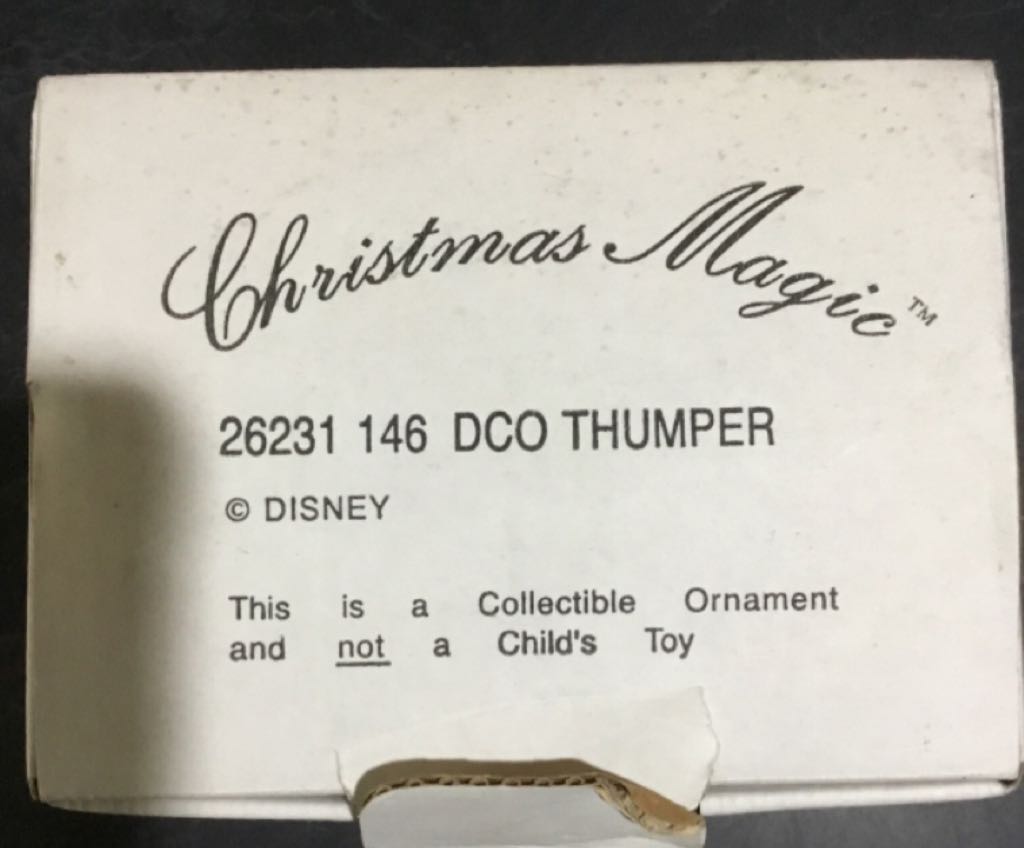 Christmas Magic™
26231 146 DCO THUMPER
© DISNEY
This is a Collectible Ornament
and not a Child's Toy